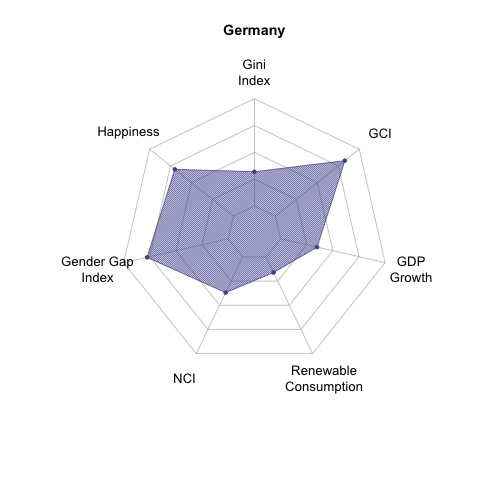 Germany
Gini
Index
Happiness
GCI
Gender Gap
Index
GDP
Growth
NCI
Renewable
Consumption